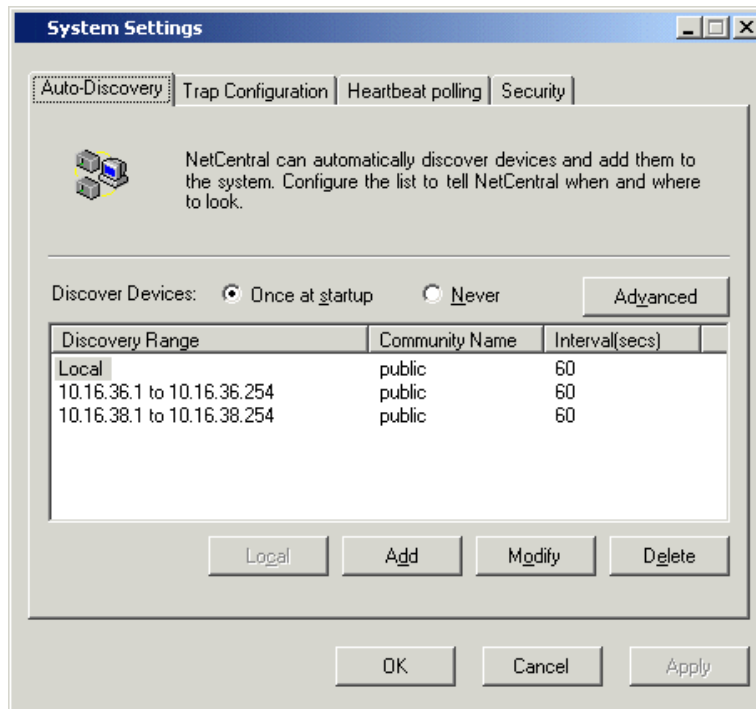 System Settings
Auto-Discovery Trap Configuration Heartbeat polling Security
NetCentral can automatically discover devices and add them to
the system. Configure the list to tell NetCentral when and where
to look.
Discover Devices: Once at startup Never Advanced
Discovery Range Community Name Interval(secs)
Local public 60
10.16.36.1 to 10.16.36.254 public 60
10.16.38.1 to 10.16.38.254 public 60
Local Add Modify Delete
OK Cancel Apply